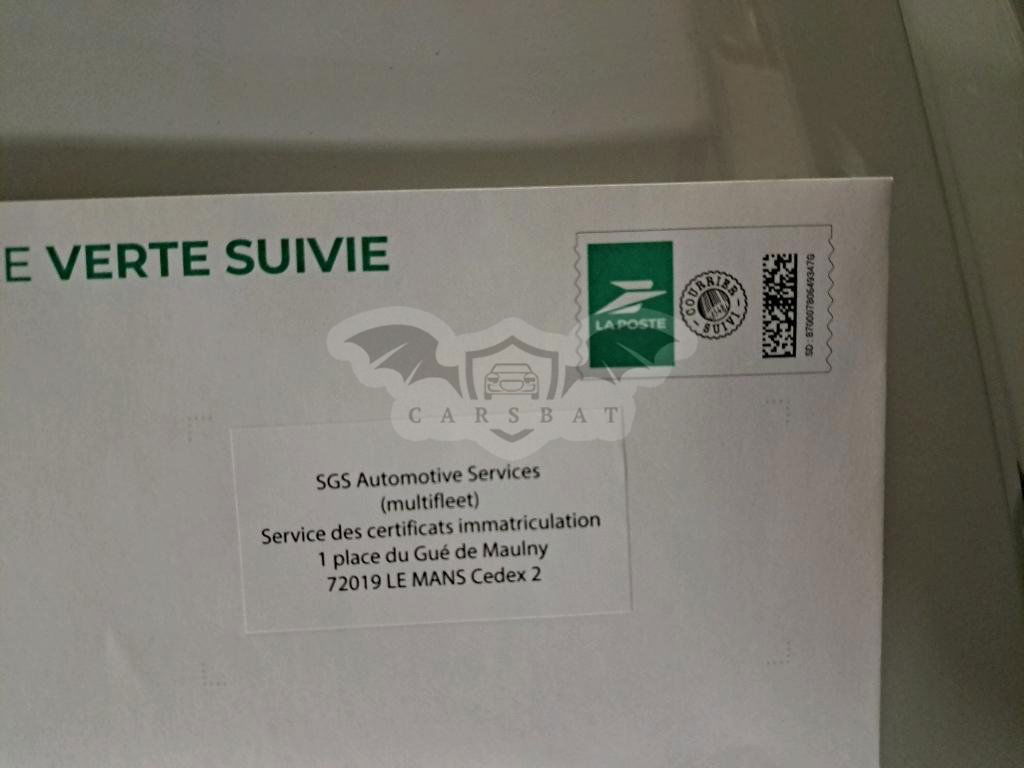 E VERTE SUIVIE
LA POSTE
COURRIER
SUIVI
CARSBAT
SGS Automotive Services
(multifleet)
Service des certificats immatriculation
1 place du Gué de Maulny
72019 LE MANS Cedex 2